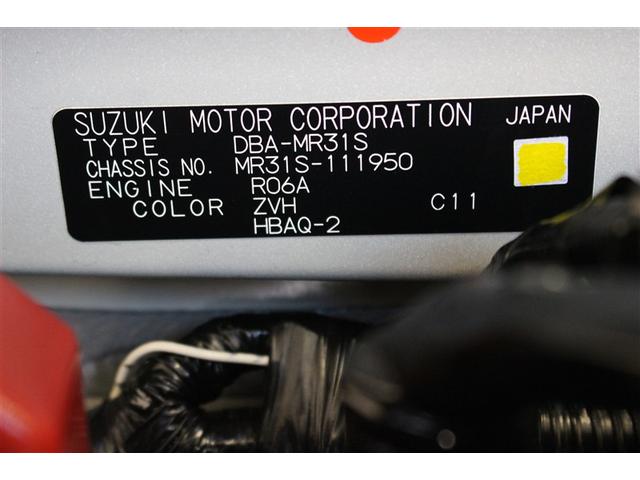 SUZUKI MOTOR CORPORATION JAPAN
TYPE DBA-MR31S
CHASSIS NO. MR31S-111950
ENGINE R06A
COLOR ZVH C11
HBAQ-2